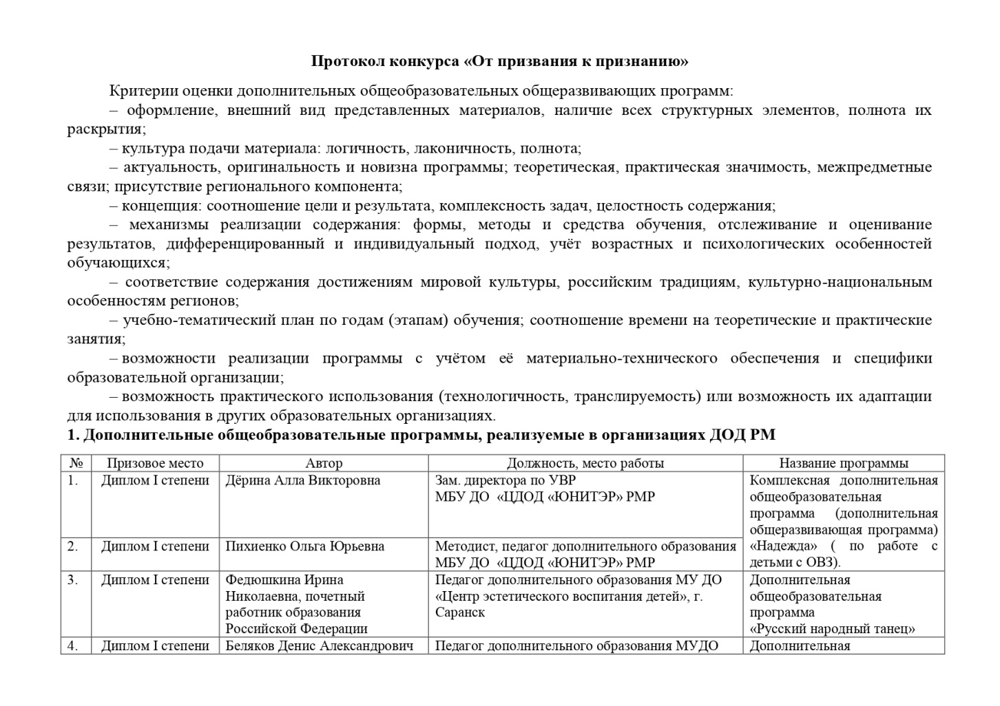 Протокол конкурса «От призвания к признанию»
Критерии оценки дополнительных общеобразовательных общеразвивающих программ:
– оформление, внешний вид представленных материалов, наличие всех структурных элементов, полнота их
раскрытия;
– культура подачи материала: логичность, лаконичность, полнота;
– актуальность, оригинальность и новизна программы; теоретическая, практическая значимость, межпредметные
связи; присутствие регионального компонента;
– концепция: соотношение цели и результата, комплексность задач, целостность содержания;
– механизмы реализации содержания: формы, методы и средства обучения, отслеживание и оценивание
результатов, дифференцированный и индивидуальный подход, учёт возрастных и психологических особенностей
обучающихся;
– соответствие содержания достижениям мировой культуры, российским традициям, культурно-национальным
особенностям регионов;
– учебно-тематический план по годам (этапам) обучения; соотношение времени на теоретические и практические
занятия;
– возможности реализации программы с учётом её материально-технического обеспечения и специфики
образовательной организации;
– возможность практического использования (технологичность, транслируемость) или возможность их адаптации
для использования в других образовательных организациях.
1. Дополнительные общеобразовательные программы, реализуемые в организациях ДОД РМ
№ Призовое место Автор Должность, место работы Название программы
1. Диплом I степени Дёрина Алла Викторовна Зам. директора по УВР
МБУ ДО «ЦДОД «ЮНИТЭР» РМР
Комплексная дополнительная
общеобразовательная
программа (дополнительная
общеразвивающая программа)
«Надежда» ( по работе с
детьми с ОВЗ).
2. Диплом I степени Пихиенко Ольга Юрьевна Методист, педагог дополнительного образования
МБУ ДО «ЦДОД «ЮНИТЭР» РМР
3. Диплом I степени Федюшкина Ирина
Николаевна, почетный
работник образования
Российской Федерации
Педагог дополнительного образования МУ ДО
«Центр эстетического воспитания детей», г.
Саранск
Дополнительная
общеобразовательная
программа
«Русский народный танец»
4. Диплом I степени Беляков Денис Александрович Педагог дополнительного образования МУДО Дополнительная